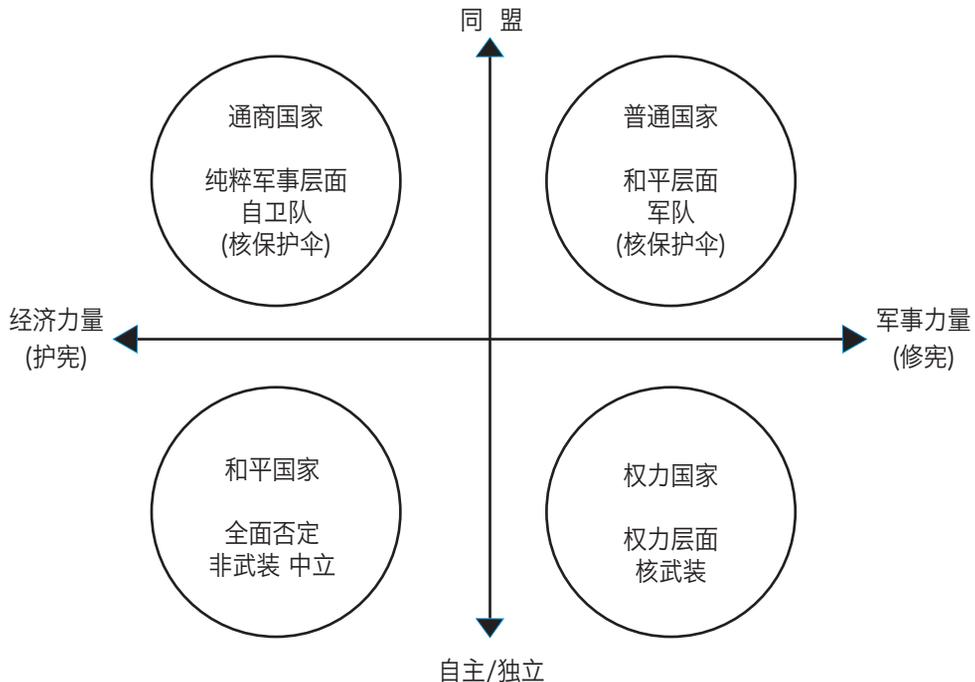 同 盟
通商国家
纯粹军事层面
自卫队
(核保护伞)
普通国家
和平层面
军队
(核保护伞)
经济力量
(护宪)
军事力量
(修宪)
和平国家
全面否定
非武装 中立
权力国家
权力层面
核武装
自主/独立